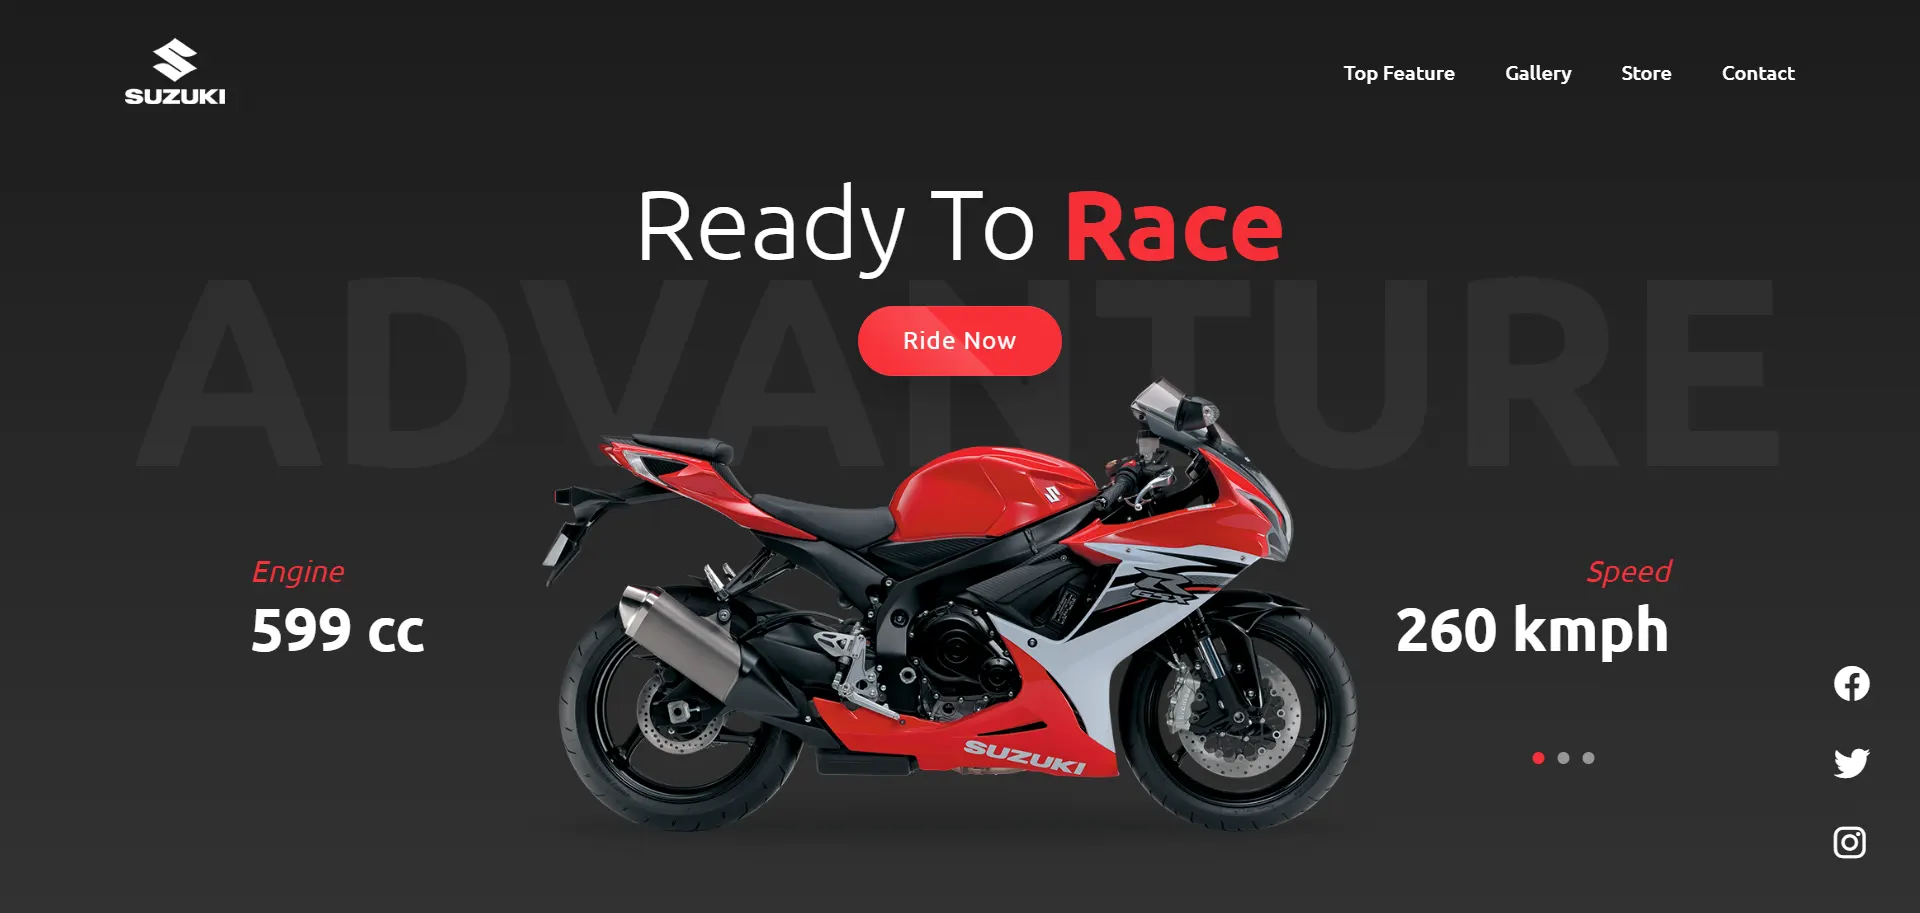 SUZUKI
Top Feature
Gallery
Store
Contact
Ready To Race
ADVANTURE
Ride Now
Engine
599 cc
Speed
260 kmph
R
GSX
SUZUKI